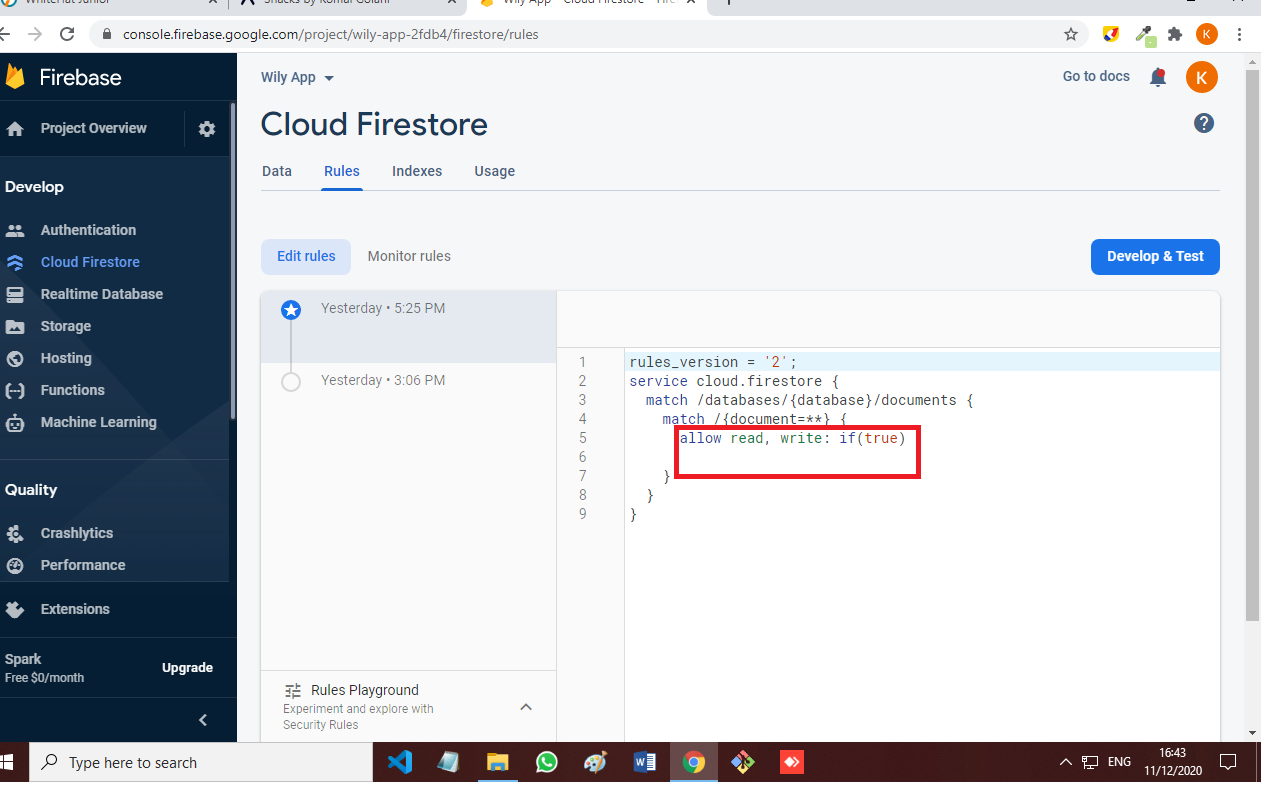 WhiteHat Junior
Snacks by Komal Golani
Wily App - Cloud Firestore - Fire
console.firebase.google.com/project/wily-app-2fdb4/firestore/rules
K
Firebase
Wily App
Go to docs
K
Project Overview
Cloud Firestore
?
Data Rules Indexes Usage
Develop
Authentication
Cloud Firestore
Realtime Database
Storage
Hosting
Functions
Machine Learning
Quality
Crashlytics
Performance
Extensions
Spark
Free $0/month
Upgrade
Edit rules
Monitor rules
Develop & Test
Yesterday • 5:25 PM
Yesterday • 3:06 PM
1 rules_version = '2';
2 service cloud.firestore {
3 match /databases/{database}/documents {
4 match /{document=**} {
5 allow read, write: if(true)
6
7 }
8 }
9 }
Rules Playground
Experiment and explore with
Security Rules
Type here to search
ENG
16:43
11/12/2020